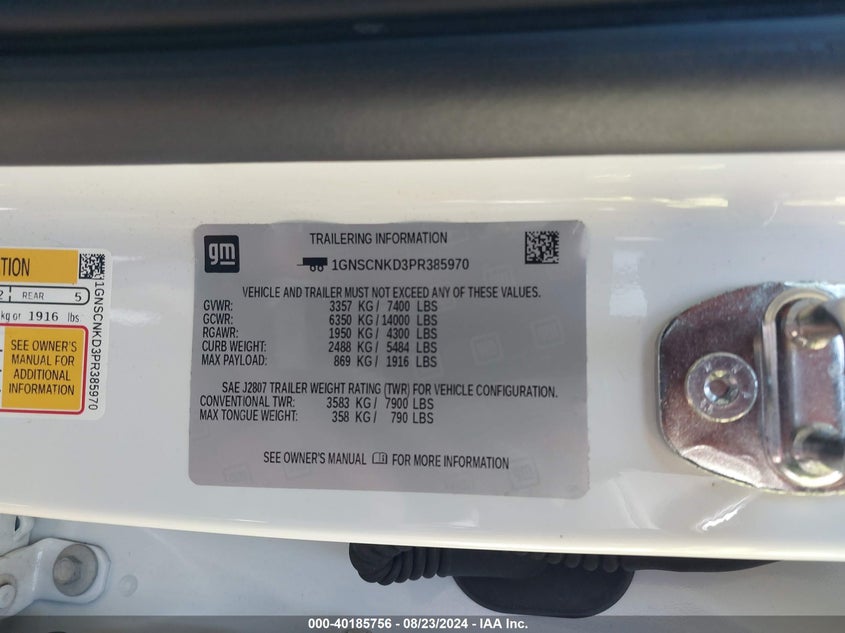 TION
2 REAR 5
kg or 1916 lbs
SEE OWNER'S
MANUAL FOR
ADDITIONAL
INFORMATION
1GNSCNKD3PR385970
gm
TRAILERING INFORMATION
1GNSCNKD3PR385970
VEHICLE AND TRAILER MUST NOT EXCEED ANY OF THESE VALUES.
GVWR: 3357 KG / 7400 LBS
GCWR: 6350 KG / 14000 LBS
RGAWR: 1950 KG / 4300 LBS
CURB WEIGHT: 2488 KG / 5484 LBS
MAX PAYLOAD: 869 KG / 1916 LBS
SAE J2807 TRAILER WEIGHT RATING (TWR) FOR VEHICLE CONFIGURATION.
CONVENTIONAL TWR: 3583 KG / 7900 LBS
MAX TONGUE WEIGHT: 358 KG / 790 LBS
SEE OWNER'S MANUAL FOR MORE INFORMATION
000-40185756 - 08/23/2024 - IAA Inc.